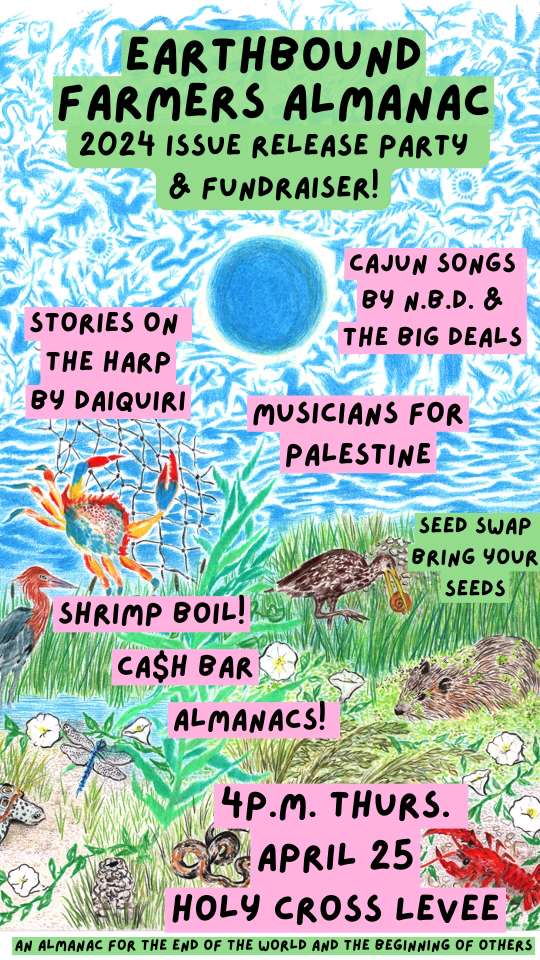 EARTHBOUND
FARMERS ALMANAC
2024 ISSUE RELEASE PARTY
& FUNDRAISER!
CAJUN SONGS
BY N.B.D. &
THE BIG DEALS
STORIES ON
THE HARP
BY DAIQUIRI
MUSICIANS FOR
PALESTINE
SEED SWAP
BRING YOUR
SEEDS
SHRIMP BOIL!
CA$H BAR
ALMANACS!
4P.M. THURS.
APRIL 25
HOLY CROSS LEVEE
AN ALMANAC FOR THE END OF THE WORLD AND THE BEGINNING OF OTHERS